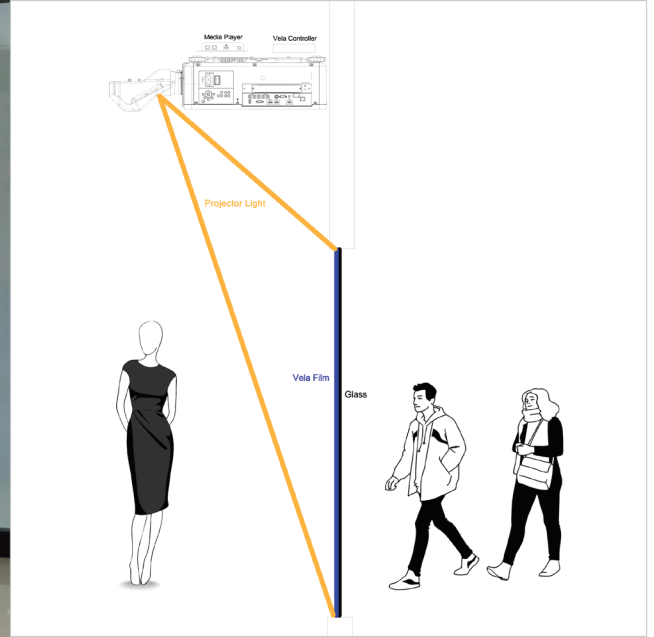 Media Player
Vela Controller
Projector Light
Vela Film
Glass